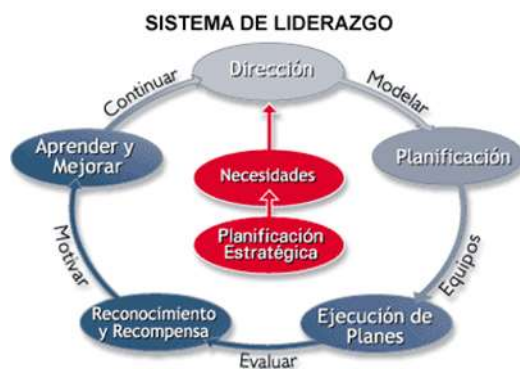 SISTEMA DE LIDERAZGO
Dirección
Continuar
Modelar
Aprender y
Mejorar
Necesidades
Planificación
Planificación
Estratégica
Motivar
Equipos
Reconocimiento
y Recompensa
Ejecución de
Planes
Evaluar